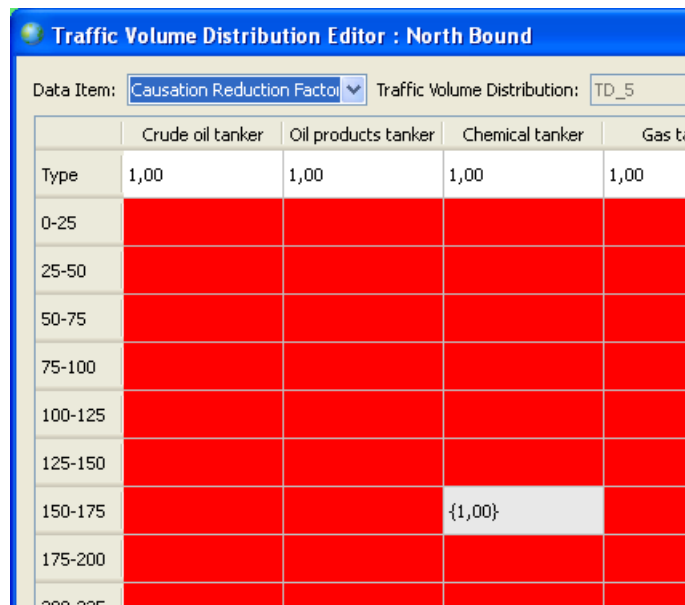 Traffic Volume Distribution Editor : North Bound
Data Item: Causation Reduction Facto Traffic Volume Distribution: TD_5
Crude oil tanker Oil products tanker Chemical tanker Gas
Type 1,00 1,00 1,00 1,00
0-25
25-50
50-75
75-100
100-125
125-150
150-175 {1,00}
175-200